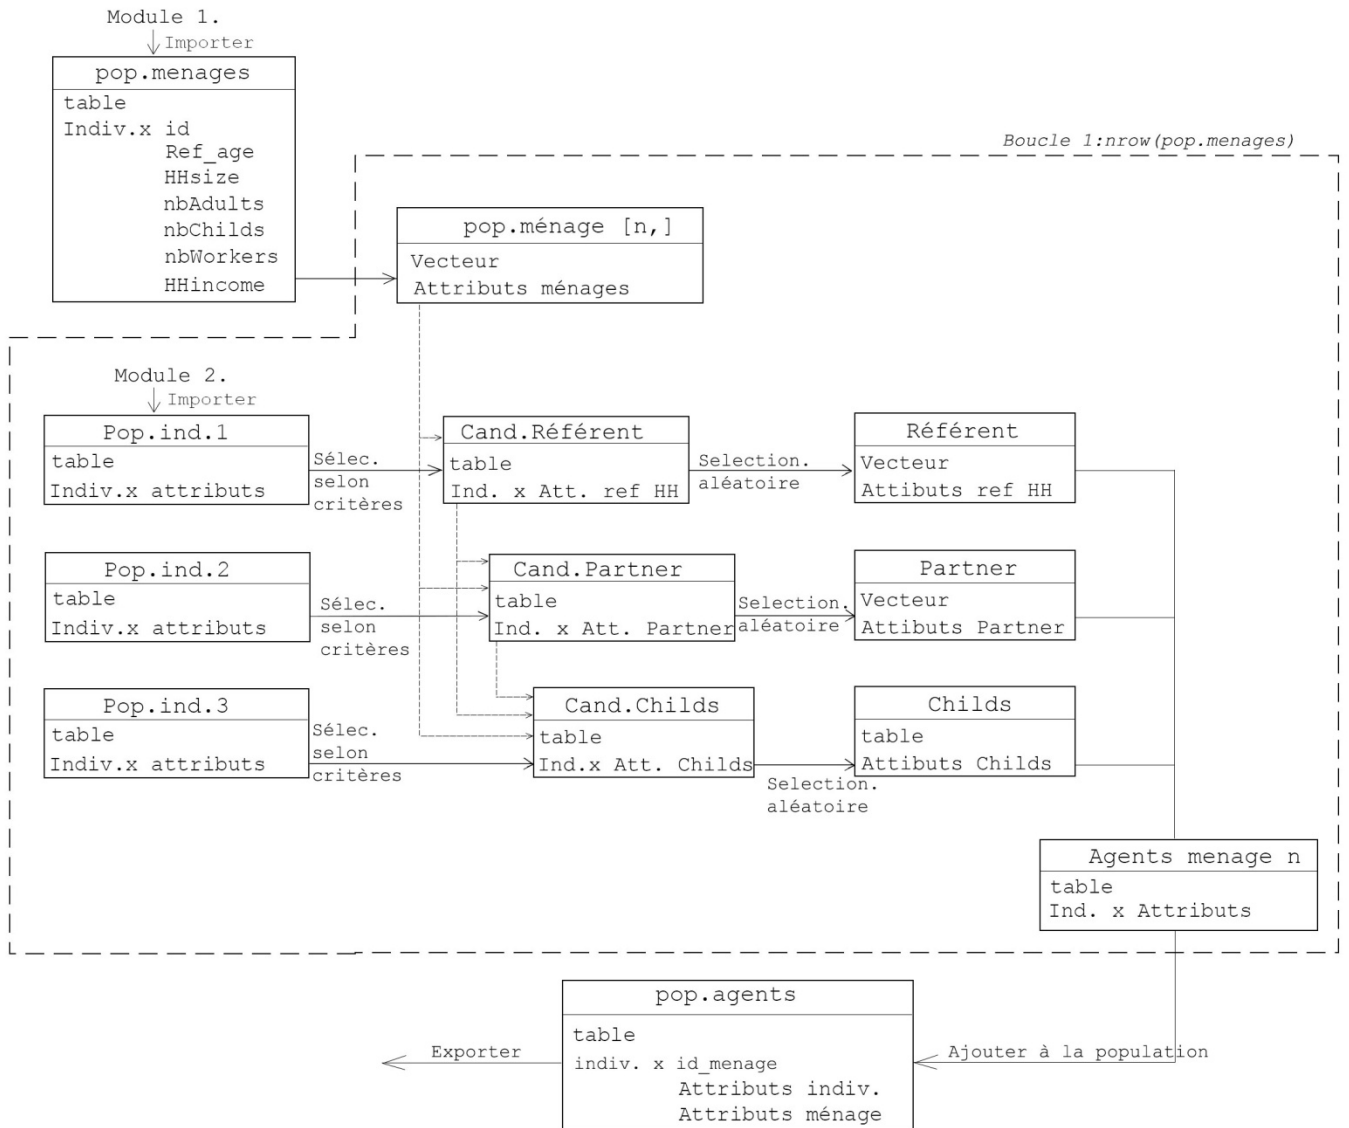 Module 1.
Importer
pop.menages
table
Indiv.x id
Ref_age
HHsize
nbAdults
nbChilds
nbWorkers
HHincome
Boucle 1:nrow(pop.menages)
pop.ménage [n,]
Vecteur
Attributs ménages
Module 2.
Importer
Pop.ind.1
table
Indiv.x attributs
Sélec.
selon
critères
Cand.Référent
table
Ind. x Att. ref HH
Selection.
aléatoire
Référent
Vecteur
Attibuts ref HH
Pop.ind.2
table
Indiv.x attributs
Sélec.
selon
critères
Cand.Partner
table
Ind. x Att. Partner
Selection.
aléatoire
Partner
Vecteur
Attibuts Partner
Pop.ind.3
table
Indiv.x attributs
Sélec.
selon
critères
Cand.Childs
table
Ind.x Att. Childs
Selection.
aléatoire
Childs
table
Attibuts Childs
Agents menage n
table
Ind. x Attributs
pop.agents
table
indiv. x id_menage
Attributs indiv.
Attributs ménage
Exporter
Ajouter à la population